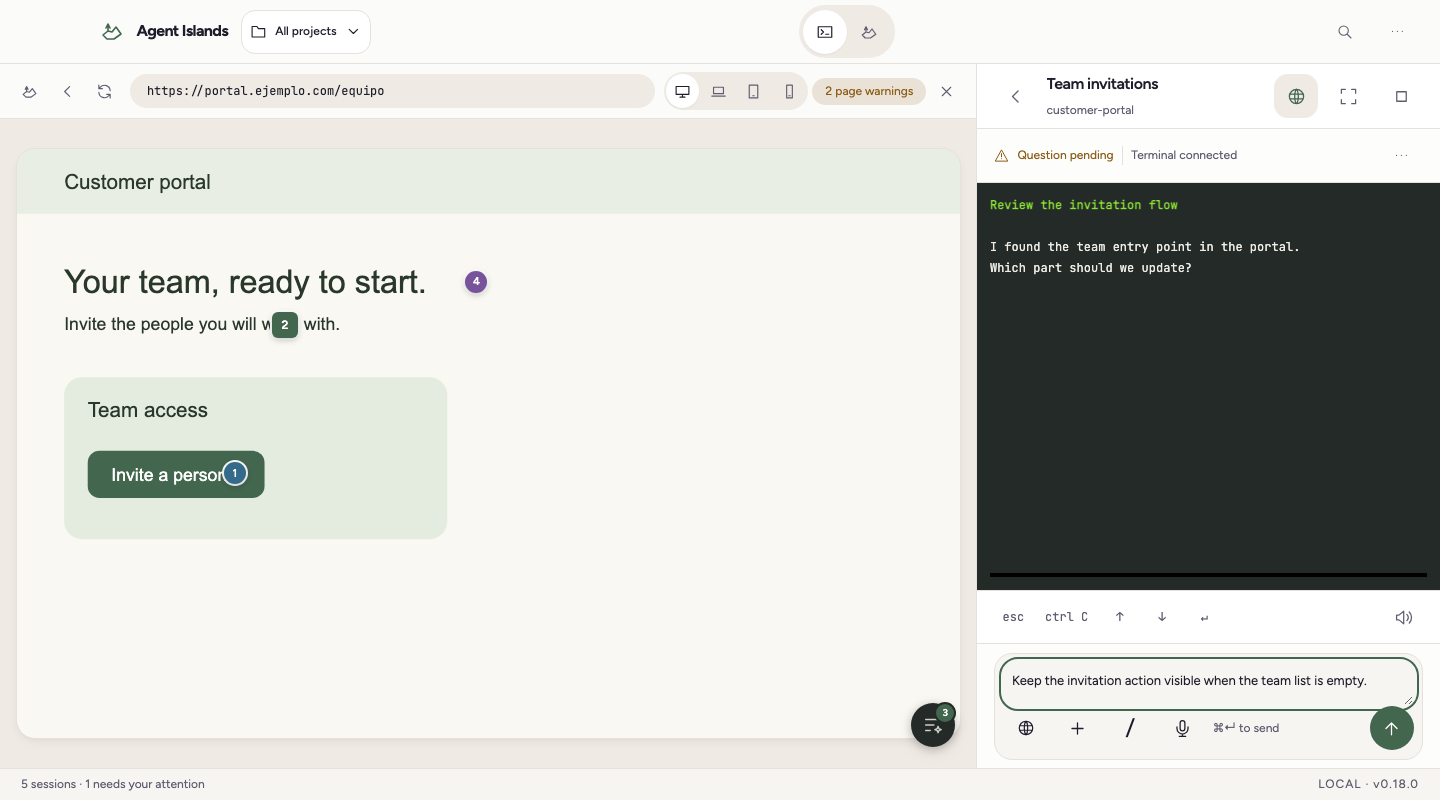 Agent Islands
All projects
...
https://portal.ejemplo.com/equipo
2 page warnings
Team invitations
customer-portal
Question pending
Terminal connected
...
Customer portal
Your team, ready to start.
4
Invite the people you will
2
with.
Team access
Invite a person
1
3
Review the invitation flow
I found the team entry point in the portal.
Which part should we update?
esc
ctrl C
↑
↓
↵
Keep the invitation action visible when the team list is empty.
/
⌘↵ to send
5 sessions · 1 needs your attention
LOCAL · v0.18.0